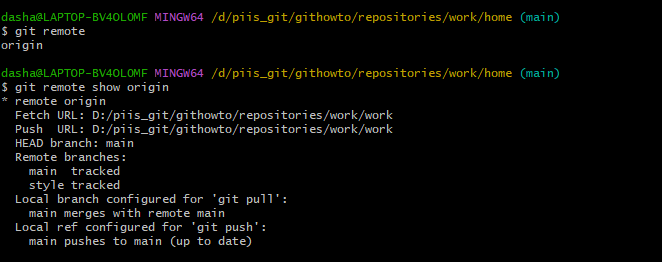 dasha@LAPTOP-BV4OLOMF MINGW64 /d/piis_git/githowto/repositories/work/home (main)
$ git remote
origin
dasha@LAPTOP-BV4OLOMF MINGW64 /d/piis_git/githowto/repositories/work/home (main)
$ git remote show origin
* remote origin
  Fetch URL: D:/piis_git/githowto/repositories/work/work
  Push  URL: D:/piis_git/githowto/repositories/work/work
  HEAD branch: main
  Remote branches:
    main  tracked
    style tracked
  Local branch configured for 'git pull':
    main merges with remote main
  Local ref configured for 'git push':
    main pushes to main (up to date)